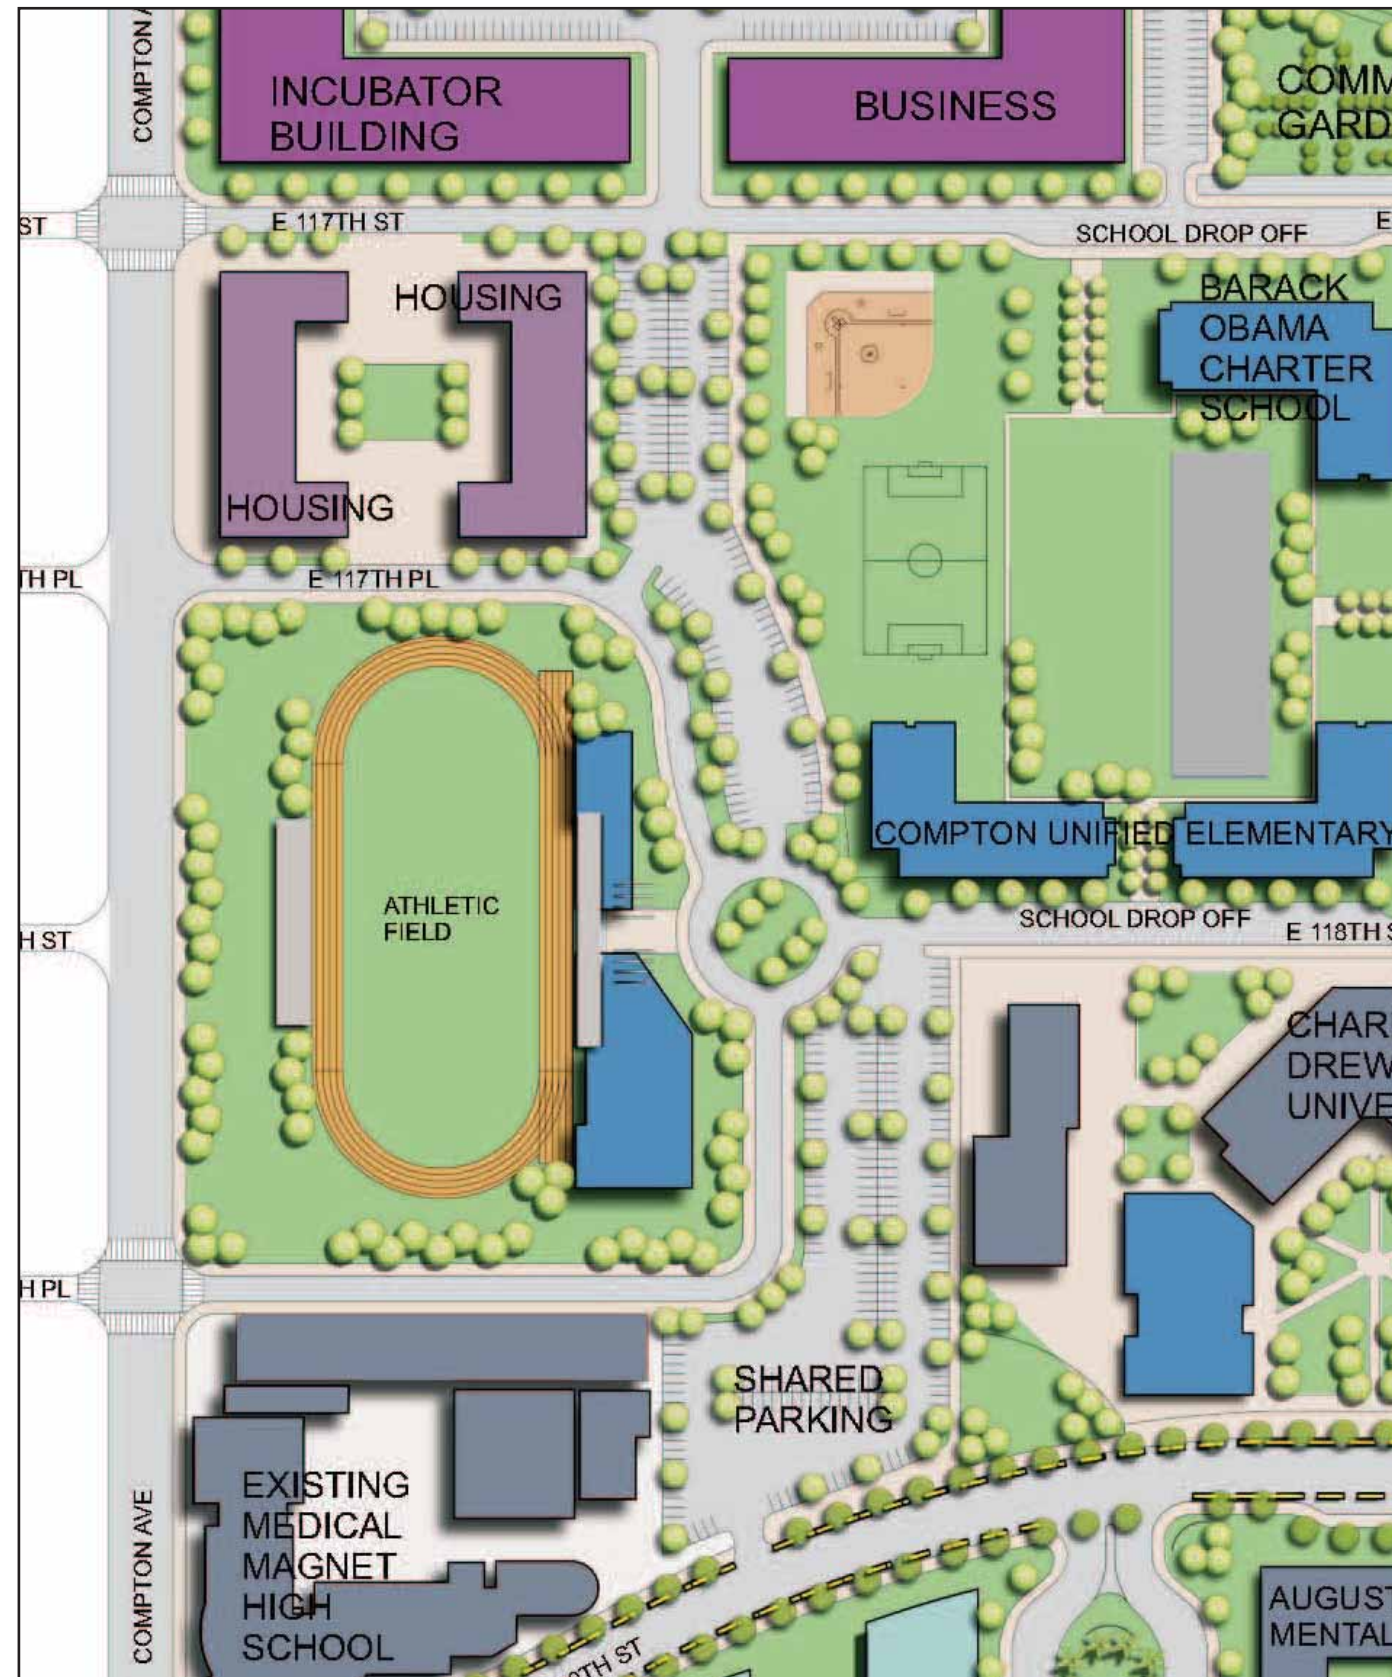 COMPTON A
INCUBATOR
BUILDING
BUSINESS
COMM
GARD
ST
E 117TH ST
SCHOOL DROP OFF
E
HOUSING
BARACK
OBAMA
CHARTER
SCHOOL
HOUSING
TH PL
E 117TH PL
COMPTON UNIFIED ELEMENTARY
ATHLETIC
FIELD
SCHOOL DROP OFF
H ST
E 118TH S
CHAR
DREW
UNIVE
H PL
SHARED
PARKING
COMPTON AVE
EXISTING
MEDICAL
MAGNET
HIGH
SCHOOL
AUGUST
MENTAL
9TH ST